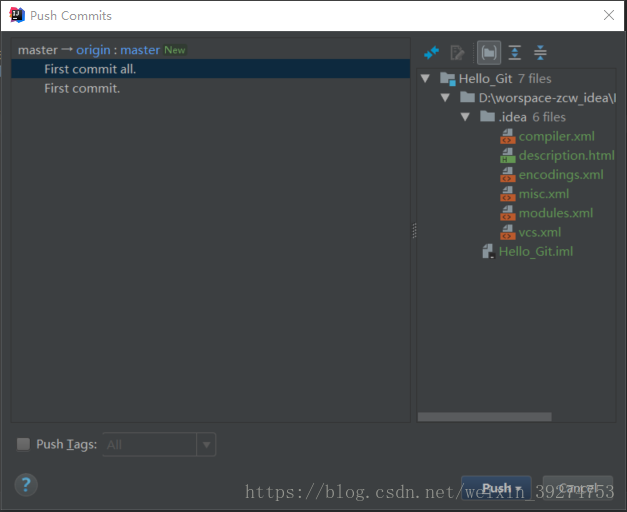 Push Commits
master → origin : master New
First commit all.
First commit.
Hello_Git 7 files
D:\worspace-zcw_idea\
.idea 6 files
compiler.xml
description.html
encodings.xml
misc.xml
modules.xml
vcs.xml
Hello_Git.iml
Push Tags: All
? Push Cancel
https://blog.csdn.net/weixin_39274753